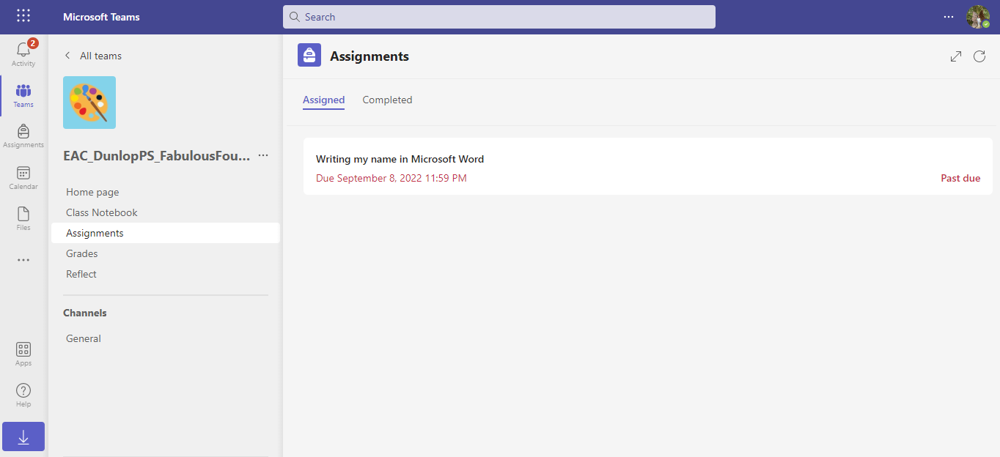 Microsoft Teams
Search
2
Activity
Teams
Assignments
Calendar
Files
Apps
Help
All teams
EAC_DunlopPS_FabulousFou...
Home page
Class Notebook
Assignments
Grades
Reflect
Channels
General
Assignments
Assigned Completed
Writing my name in Microsoft Word
Due September 8, 2022 11:59 PM Past due